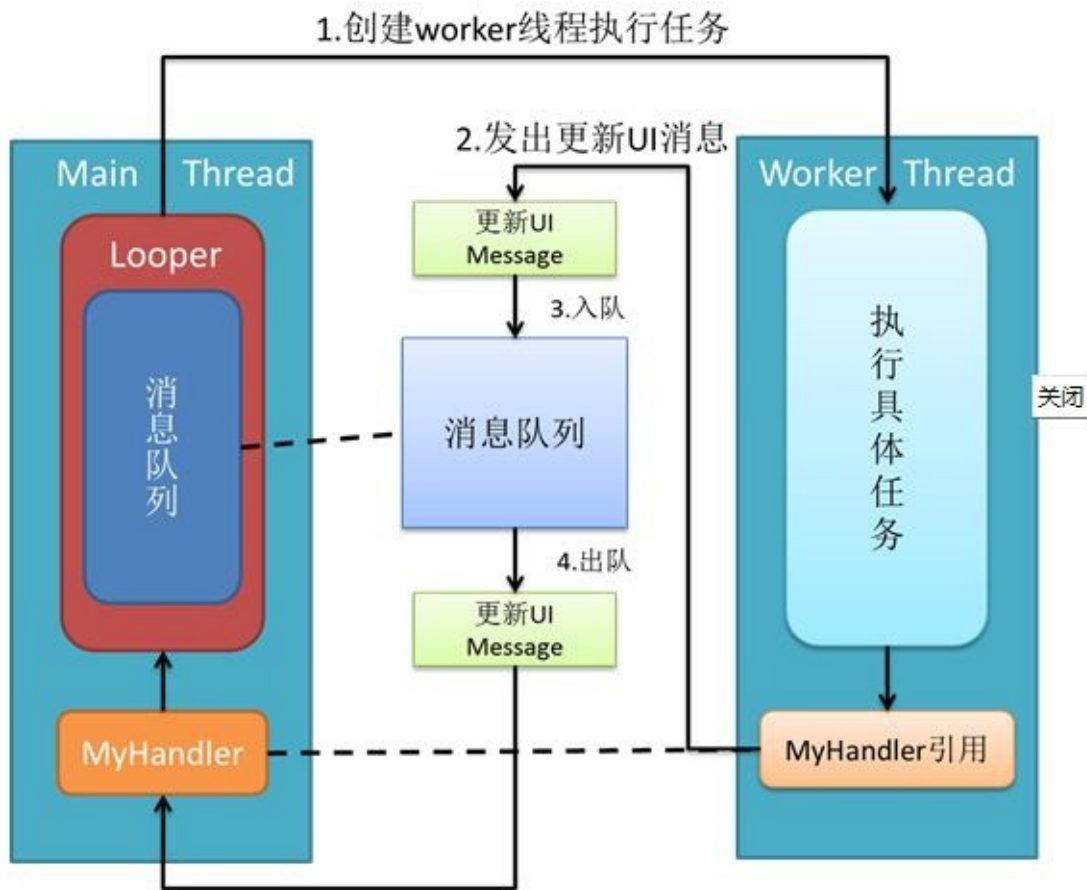 1.创建worker线程执行任务
2.发出更新UI消息
Main Thread
Worker Thread
Looper
更新UI
Message
3.入队
消息队列
消息队列
执行具体任务
关闭
4.出队
更新UI
Message
MyHandler
MyHandler引用